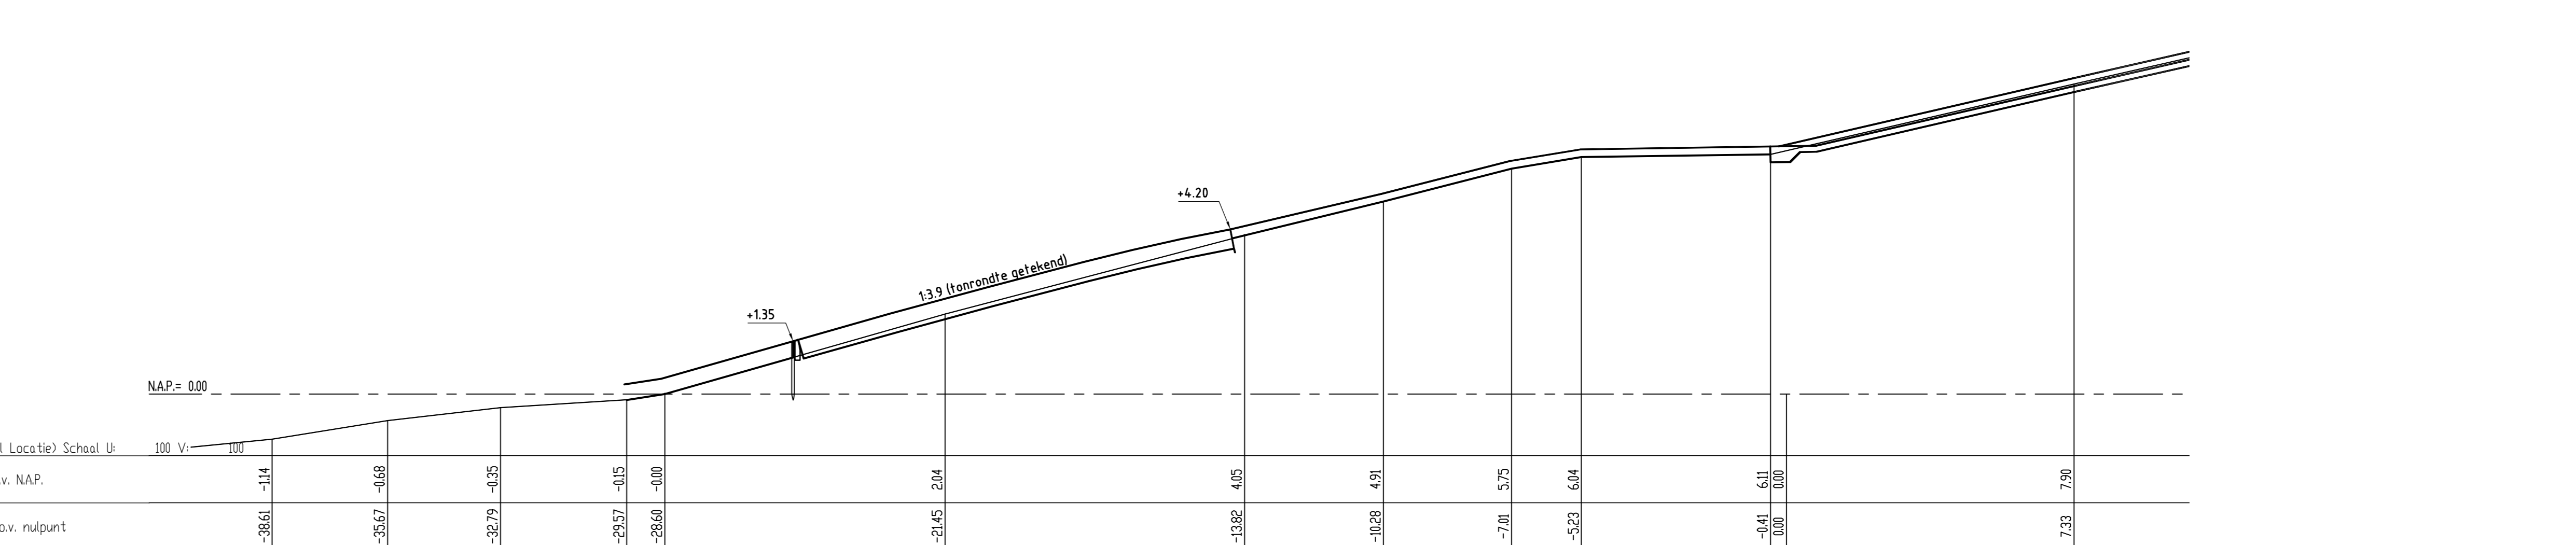 +4.20
1:3.9 (tonrondte getekend)
+1.35
N.A.P.= 0.00
l Locatie) Schaal U: 100 V: 100
.v. N.A.P. -1.14 -0.68 -0.35 -0.15 -0.00 2.04 4.05 4.91 5.75 6.04 6.11 0.00 7.90
o.v. nulpunt -38.61 -35.67 -32.79 -29.57 -28.60 -21.45 -13.82 -10.28 -7.01 -5.23 -0.41 0.00 7.33